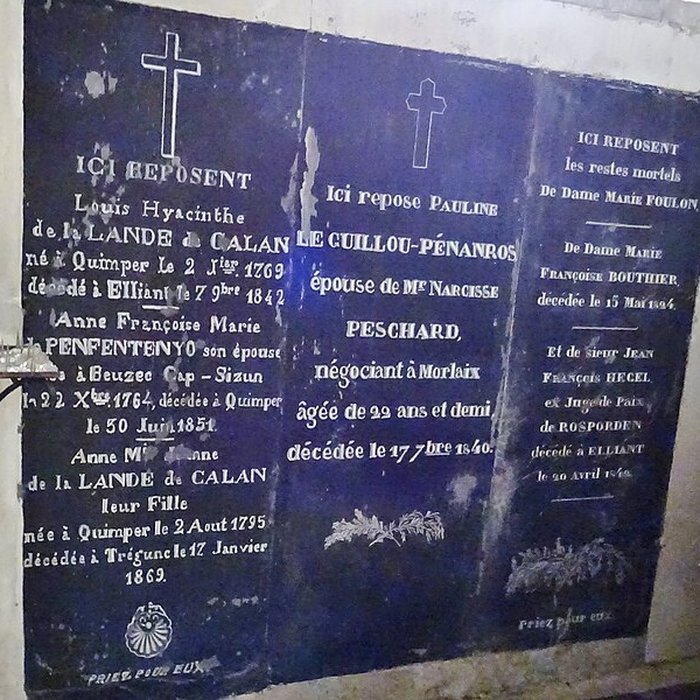 ICI REPOSENT
Louis Hyacinthe
de la LANDE de CALAN
né à Quimper Le 2 Jier 1769
décédé à Elliant le 7 9bre 1842
Anne Françoise Marie
PENFENTENYO son épouse
à Beuzec Cap-Sizun
22 Xbre 1764, décédée à Quimper
le 30 Juin 1851.
Anne
de la LANDE de CALAN
leur Fille
née à Quimper le 2 Aout 1795
décédée à Trégunc le 17 Janvier
1869.
PRIEZ POUR EUX
Ici repose PAULINE
LE GUILLOU-PÉNANROS
épouse de Mr NARCISSE
PESCHARD,
négociant à Morlaix
âgée de 22 ans et demi,
décédée le 17 7bre 1840.
ICI REPOSENT
les restes mortels
De Dame MARIE FOULON,
De Dame MARIE
FRANÇOISE BOUTHIER,
décédée le 15 Mai 1824.
Et de sieur JEAN
FRANÇOIS HEGEL,
ex Juge de Paix
de ROSPORDEN
décédé à ELLIANT
le 20 Avril
Priez pour eux.